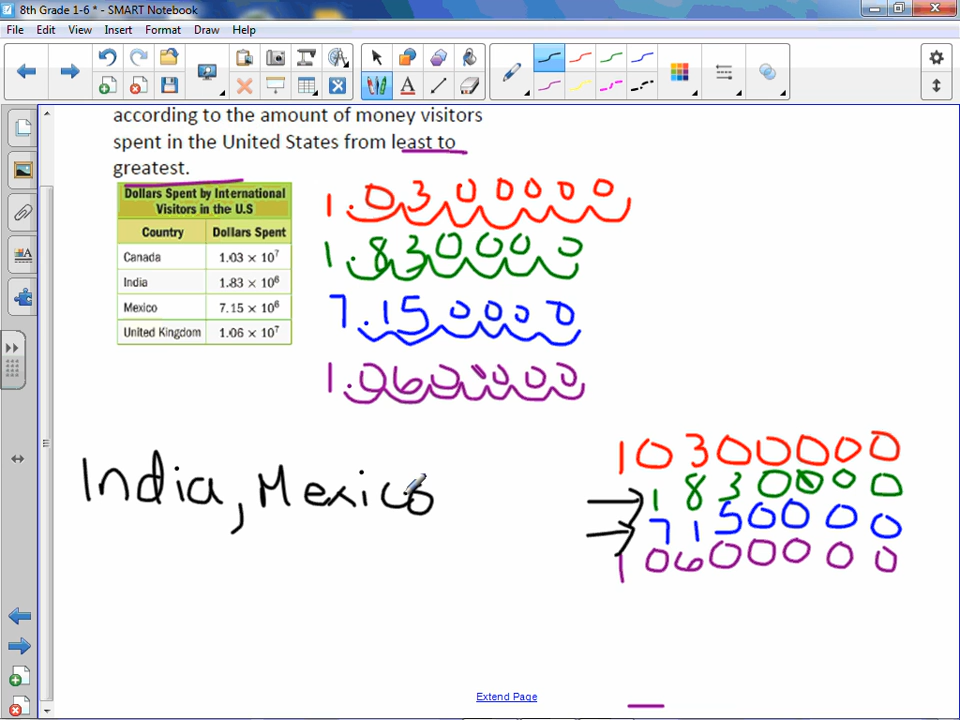 8th Grade 1-6 * - SMART Notebook
File Edit View Insert Format Draw Help
according to the amount of money visitors
spent in the United States from least to
greatest.
Dollars Spent by International
Visitors in the U.S
Country Dollars Spent
Canada 1.03 × 10⁷
India 1.83 × 10⁶
Mexico 7.15 × 10⁶
United Kingdom 1.06 × 10⁷
1.0300000
1.830000
7.150000
1.0600000
India, Mexico
10300000
1830000
7150000
10600000
Extend Page